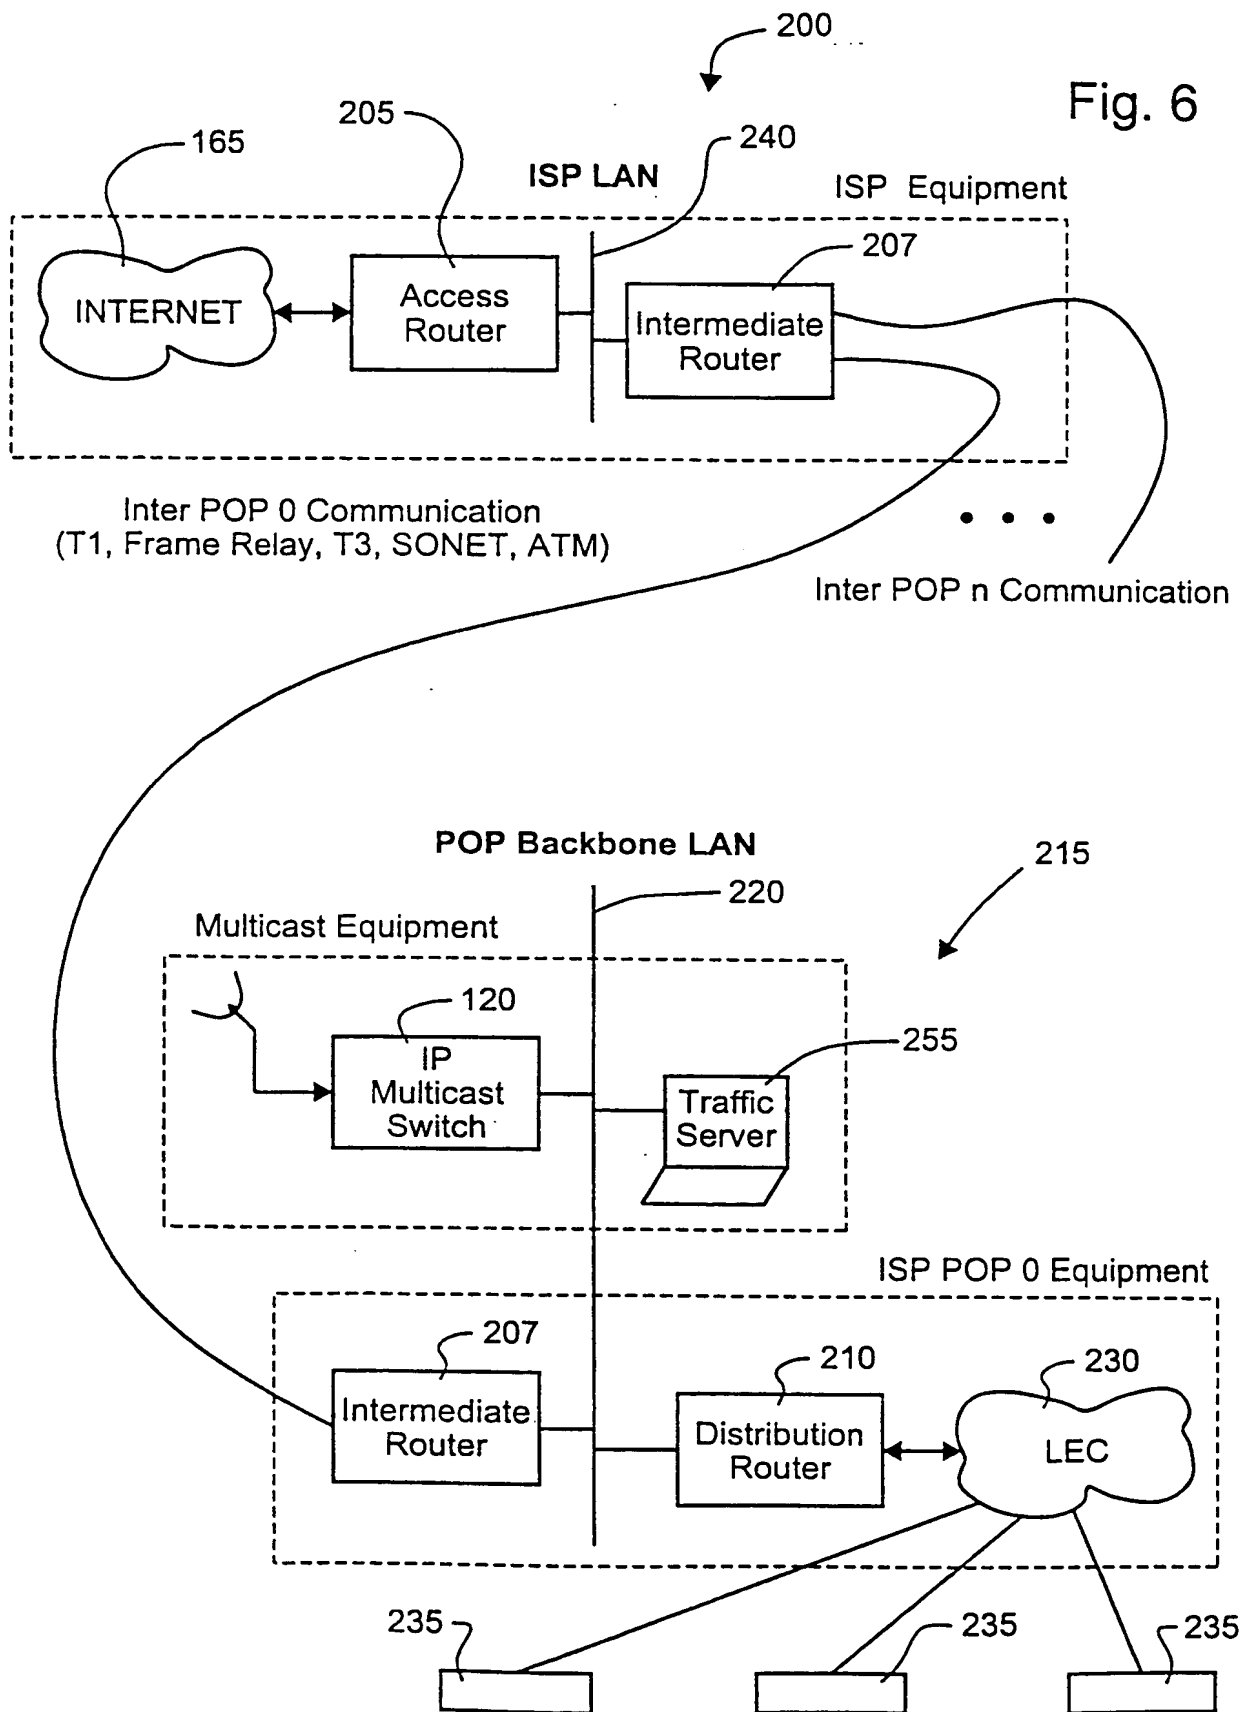 200
Fig. 6
205
165
240
ISP LAN
ISP Equipment
207
INTERNET
Access
Router
Intermediate
Router
Inter POP 0 Communication
(T1, Frame Relay, T3, SONET, ATM)
• • •
Inter POP n Communication
POP Backbone LAN
215
220
Multicast Equipment
120
255
IP
Multicast
Switch
Traffic
Server
ISP POP 0 Equipment
207
210
230
Intermediate
Router
Distribution
Router
LEC
235
235
235